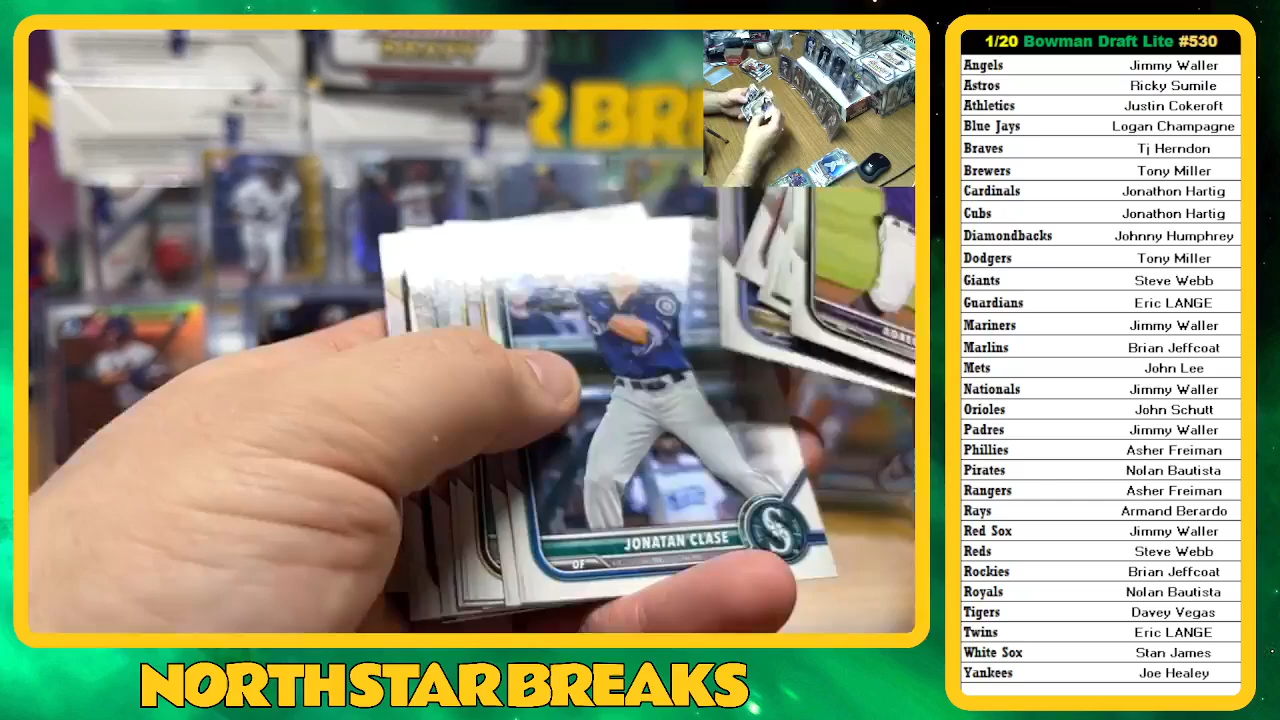 RBR
JONATAN CLASE
OF
NORTHSTAR BREAKS
1/20 Bowman Draft Lite #530
Angels Jimmy Waller
Astros Ricky Sumile
Athletics Justin Cokeroft
Blue Jays Logan Champagne
Braves Tj Herndon
Brewers Tony Miller
Cardinals Jonathon Hartig
Cubs Jonathon Hartig
Diamondbacks Johnny Humphrey
Dodgers Tony Miller
Giants Steve Webb
Guardians Eric LANGE
Mariners Jimmy Waller
Marlins Brian Jeffcoat
Mets John Lee
Nationals Jimmy Waller
Orioles John Schutt
Padres Jimmy Waller
Phillies Asher Freiman
Pirates Nolan Bautista
Rangers Asher Freiman
Rays Armand Berardo
Red Sox Jimmy Waller
Reds Steve Webb
Rockies Brian Jeffcoat
Royals Nolan Bautista
Tigers Davey Vegas
Twins Eric LANGE
White Sox Stan James
Yankees Joe Healey